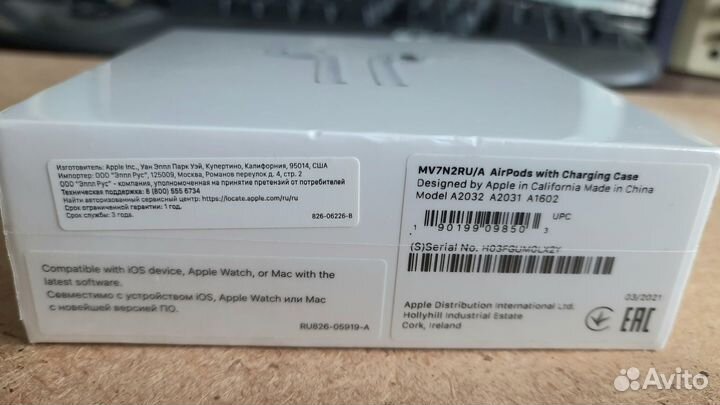 Изготовитель: Apple Inc., Уан Эппл Парк Уэй, Купертино, Калифорния, 95014, США
Импортер: ООО "Эппл Рус", 125009, Москва, Романов переулок д. 4, стр. 2
ООО "Эппл Рус" - компания, уполномоченная на принятие претензий от потребителей
Техническая поддержка: 8 (800) 555 6734
Найти авторизованный сервисный центр: https://locate.apple.com/ru/ru
Срок ограниченной гарантии: 1 год.
Срок службы: 3 года.
826-06226-B
Compatible with iOS device, Apple Watch, or Mac with the
latest software.
Совместимо с устройством iOS, Apple Watch или Mac
с новейшей версией ПО.
RU826-05919-A
MV7N2RU/A AirPods with Charging Case
Designed by Apple in California Made in China
Model A2032 A2031 A1602
UPC
1 90199 09850 3
(S)Serial No.
03/2021
Apple Distribution International Ltd.
Hollyhill Industrial Estate
Cork, Ireland
EAC
Avito